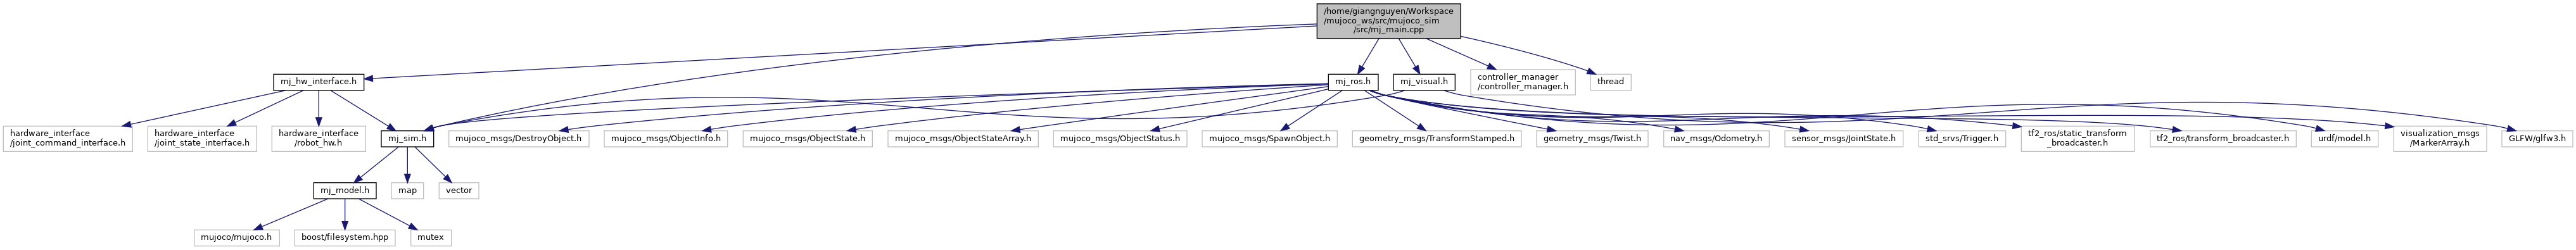 /home/giangnguyen/Workspace
/mujoco_ws/src/mujoco_sim
/src/mj_main.cpp
mj_hw_interface.h
mj_ros.h
mj_visual.h
controller_manager
/controller_manager.h
thread
hardware_interface
/joint_command_interface.h
hardware_interface
/joint_state_interface.h
hardware_interface
/robot_hw.h
mj_sim.h
mujoco_msgs/DestroyObject.h
mujoco_msgs/ObjectInfo.h
mujoco_msgs/ObjectState.h
mujoco_msgs/ObjectStateArray.h
mujoco_msgs/ObjectStatus.h
mujoco_msgs/SpawnObject.h
geometry_msgs/TransformStamped.h
geometry_msgs/Twist.h
nav_msgs/Odometry.h
sensor_msgs/JointState.h
std_srvs/Trigger.h
tf2_ros/static_transform
_broadcaster.h
tf2_ros/transform_broadcaster.h
urdf/model.h
visualization_msgs
/MarkerArray.h
GLFW/glfw3.h
mj_model.h
map
vector
mujoco/mujoco.h
boost/filesystem.hpp
mutex